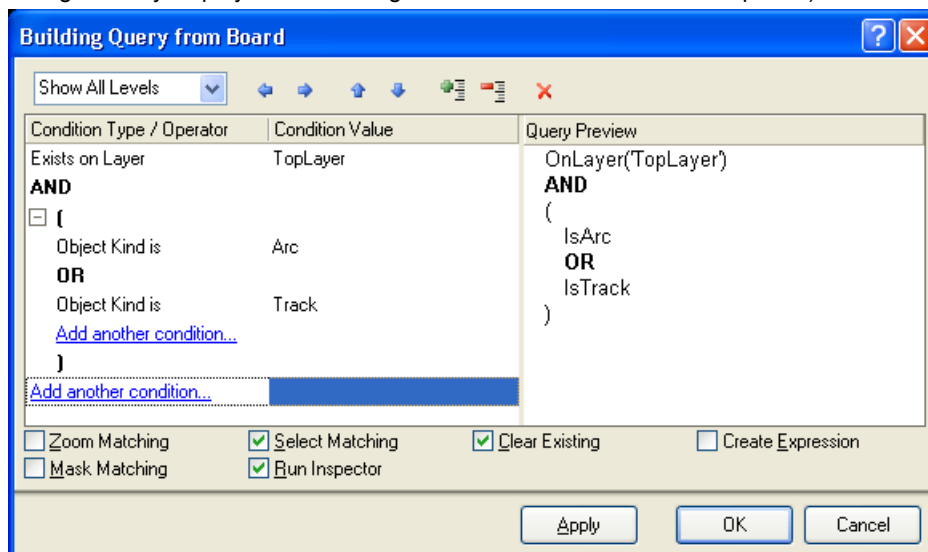 Building Query from Board
Show All Levels
Condition Type / Operator Condition Value Query Preview
Exists on Layer TopLayer
AND
(
Object Kind is Arc
OR
Object Kind is Track
Add another condition...
)
Add another condition...
OnLayer('TopLayer')
AND
(
IsArc
OR
IsTrack
)
Zoom Matching Select Matching Clear Existing Create Expression
Mask Matching Run Inspector
Apply OK Cancel